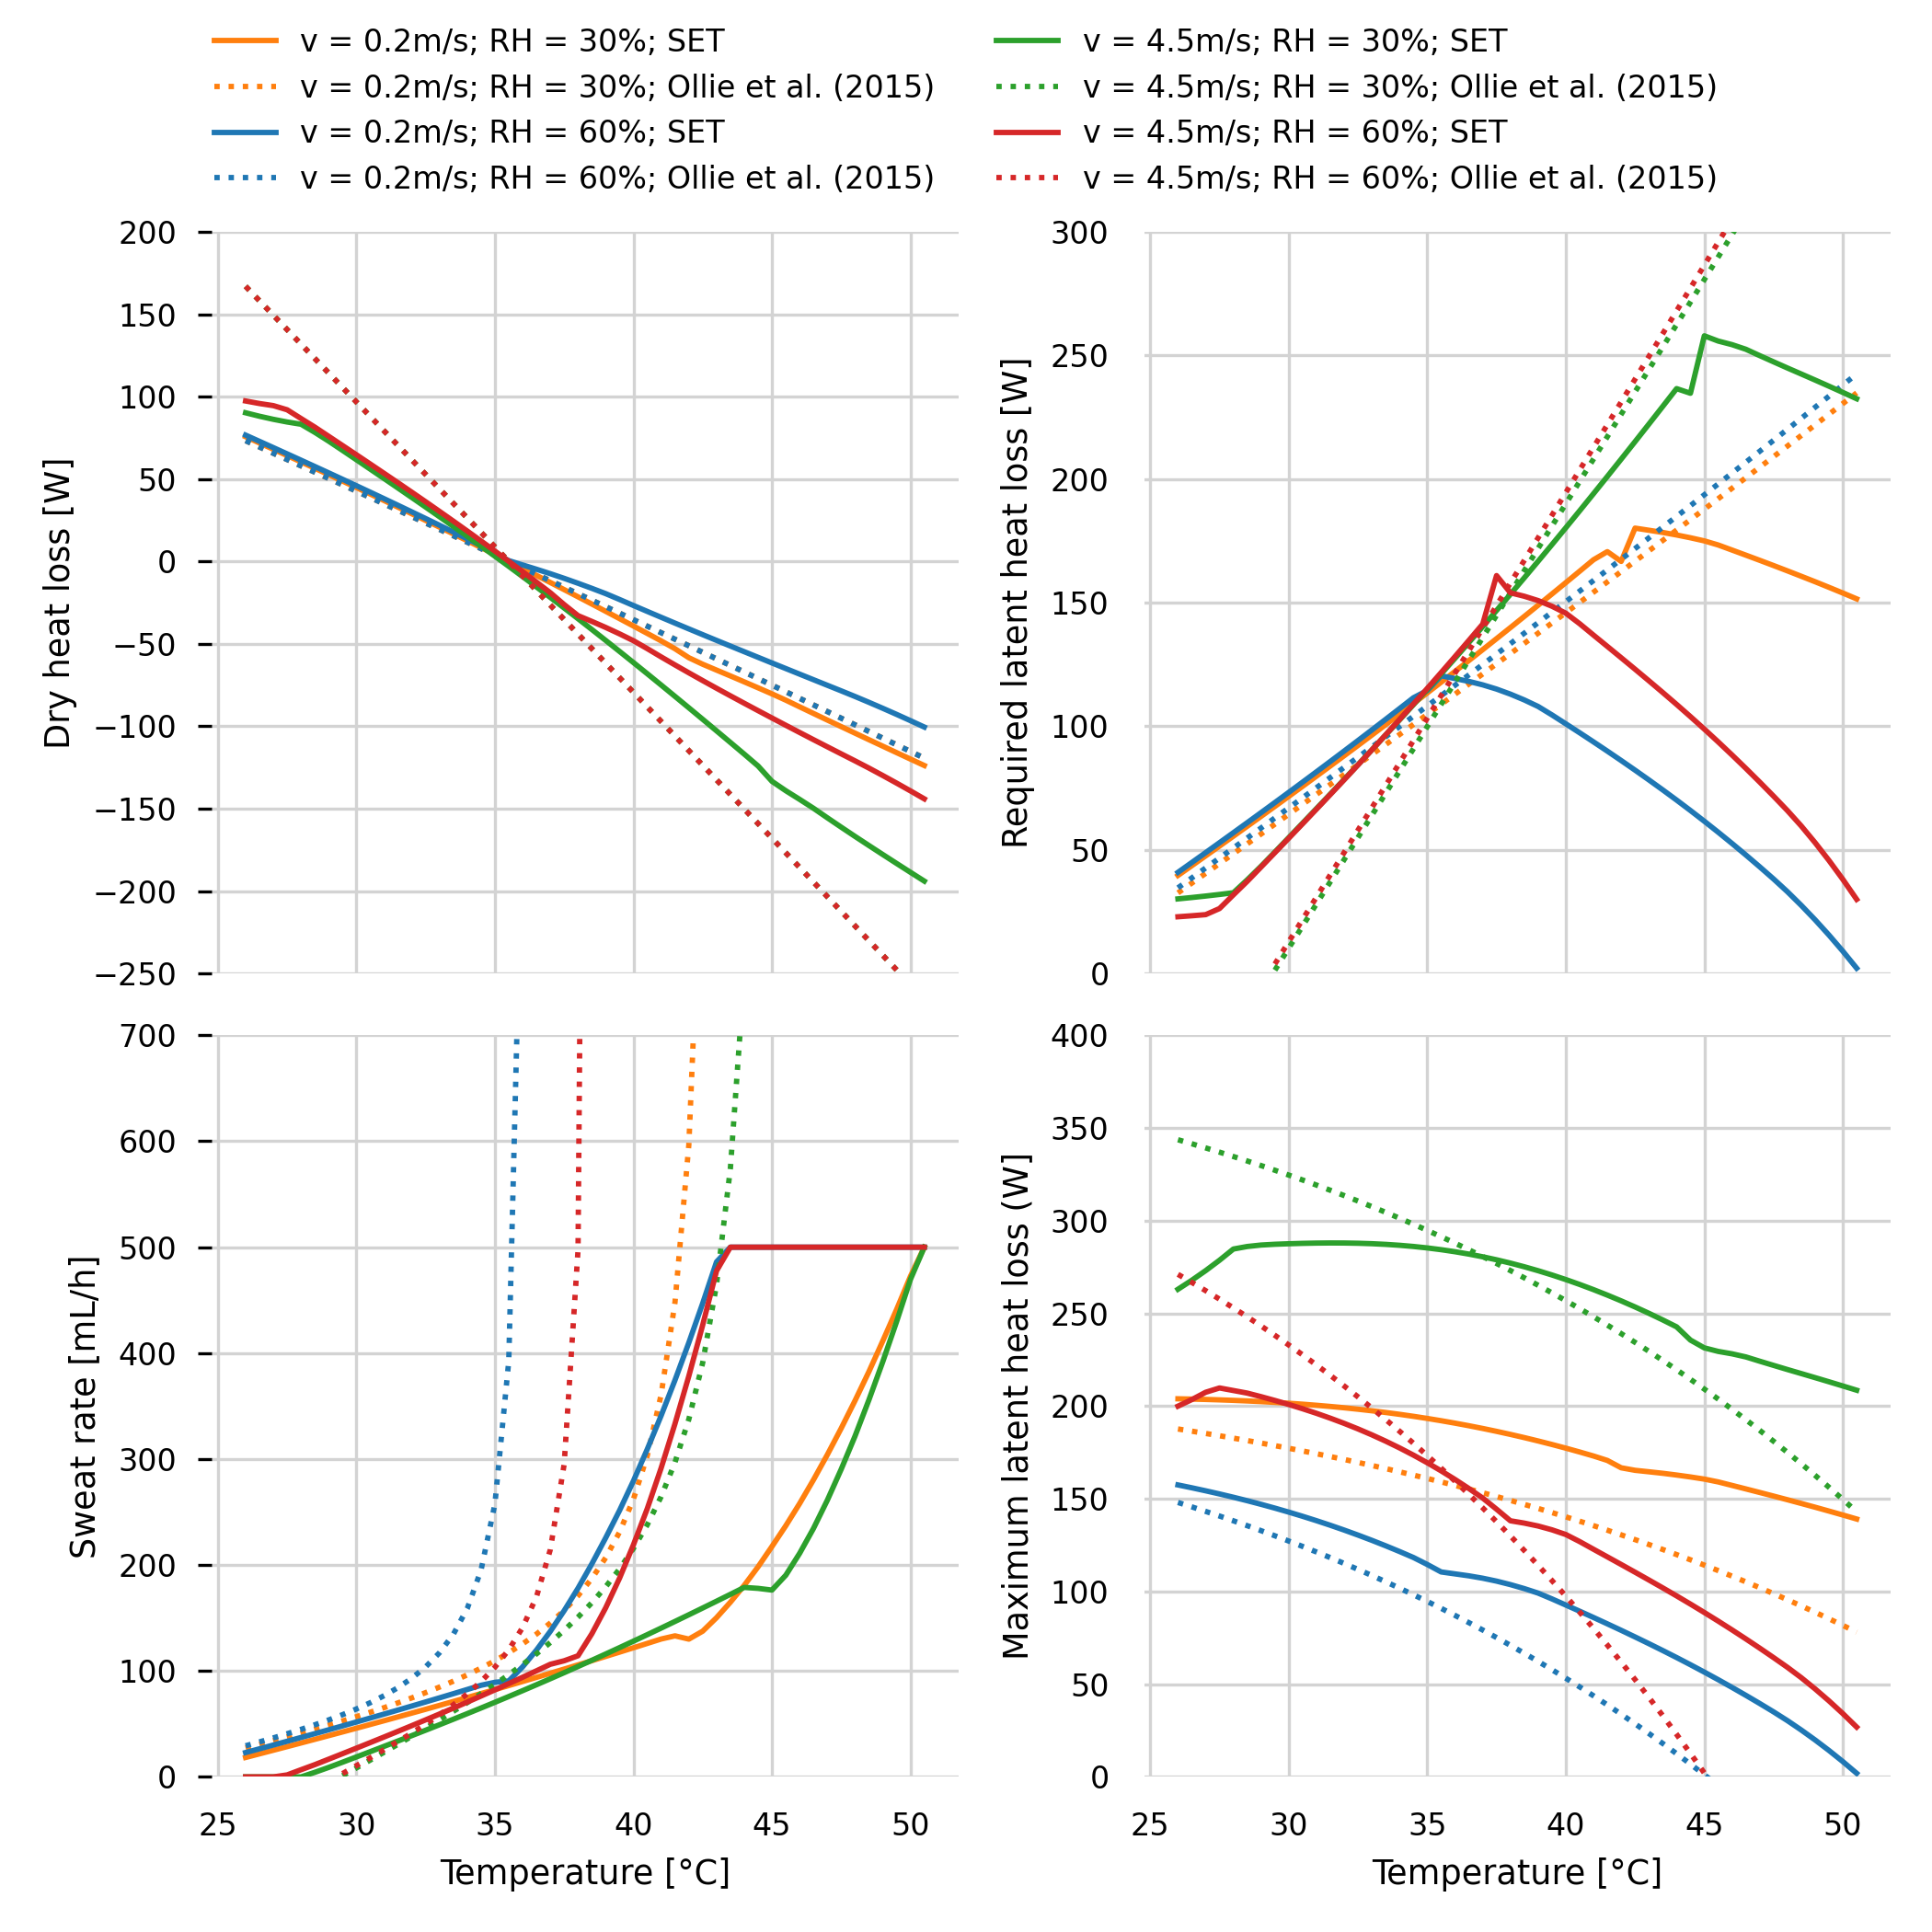 v = 0.2m/s; RH = 30%; SET
v = 0.2m/s; RH = 30%; Ollie et al. (2015)
v = 0.2m/s; RH = 60%; SET
v = 0.2m/s; RH = 60%; Ollie et al. (2015)
v = 4.5m/s; RH = 30%; SET
v = 4.5m/s; RH = 30%; Ollie et al. (2015)
v = 4.5m/s; RH = 60%; SET
v = 4.5m/s; RH = 60%; Ollie et al. (2015)
Dry heat loss [W]
200
150
100
50
0
−50
−100
−150
−200
−250
Required latent heat loss [W]
300
250
200
150
100
50
0
Sweat rate [mL/h]
700
600
500
400
300
200
100
0
25 30 35 40 45 50
Temperature [°C]
Maximum latent heat loss (W]
400
350
300
250
200
150
100
50
0
25 30 35 40 45 50
Temperature [°C]